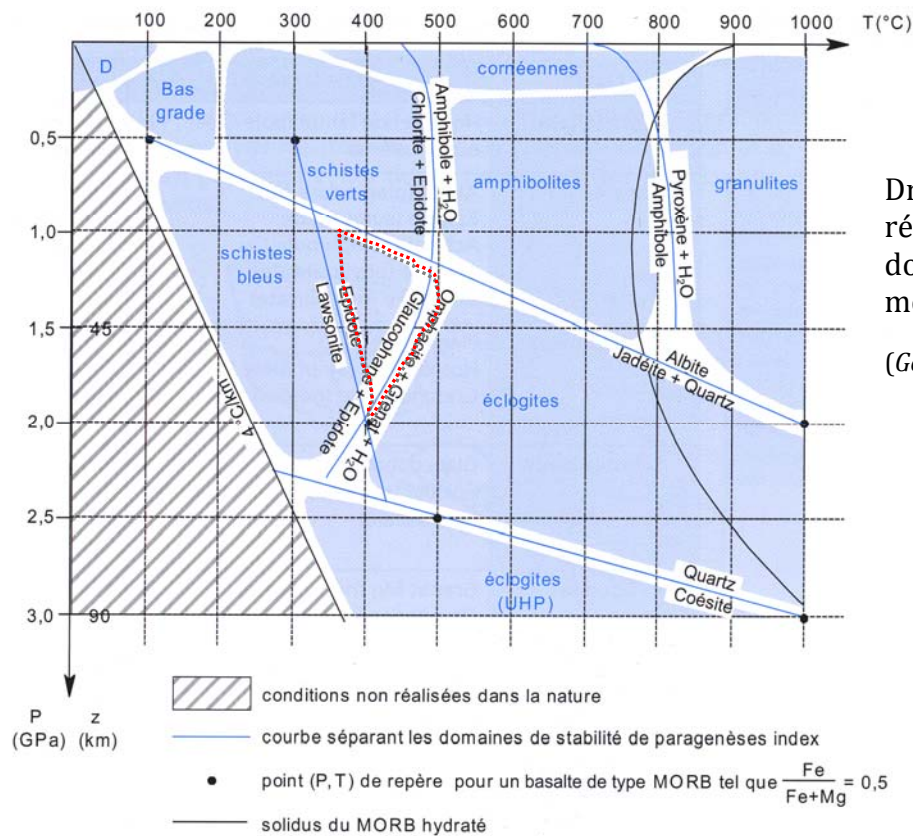 100 200 300 400 500 600 700 800 900 1000 T(°C)
D
cornéennes
Bas
grade
0,5
schistes
verts
Chlorite + Epidote
Amphibole + H₂O
amphibolites
Amphibole
Pyroxène + H₂O
granulites
1,0
schistes
bleus
Lawsonite
Epidote
Glaucophane + Epidote
Omphacite + Grenat + H₂O
1,5
45
Albite
Jadéite + Quartz
4°C/km
éclogites
2,0
2,5
Quartz
Coésite
éclogites
(UHP)
3,0
90
P
(GPa)
z
(km)
conditions non réalisées dans la nature
courbe séparant les domaines de stabilité de paragenèses index
point (P,T) de repère pour un basalte de type MORB tel que Fe / Fe+Mg = 0,5
solidus du MORB hydraté
Dr
ré
do